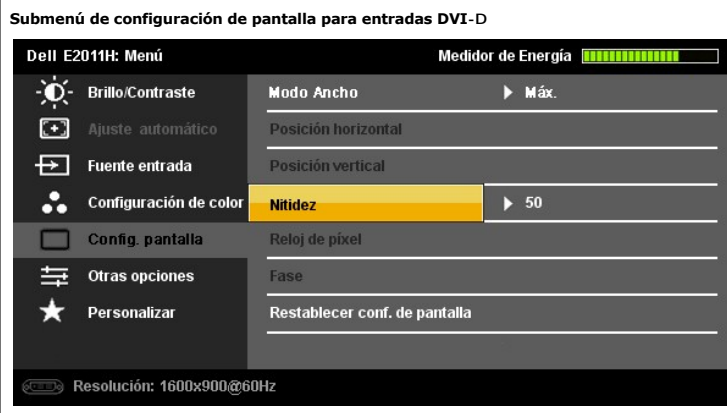 Submenú de configuración de pantalla para entradas DVI-D
Dell E2011H: Menú Medidor de Energía
Brillo/Contraste Modo Ancho Máx.
Ajuste automático Posición horizontal
Fuente entrada Posición vertical
Configuración de color Nitidez 50
Config. pantalla Reloj de píxel
Otras opciones Fase
Personalizar Restablecer conf. de pantalla
Resolución: 1600x900@60Hz